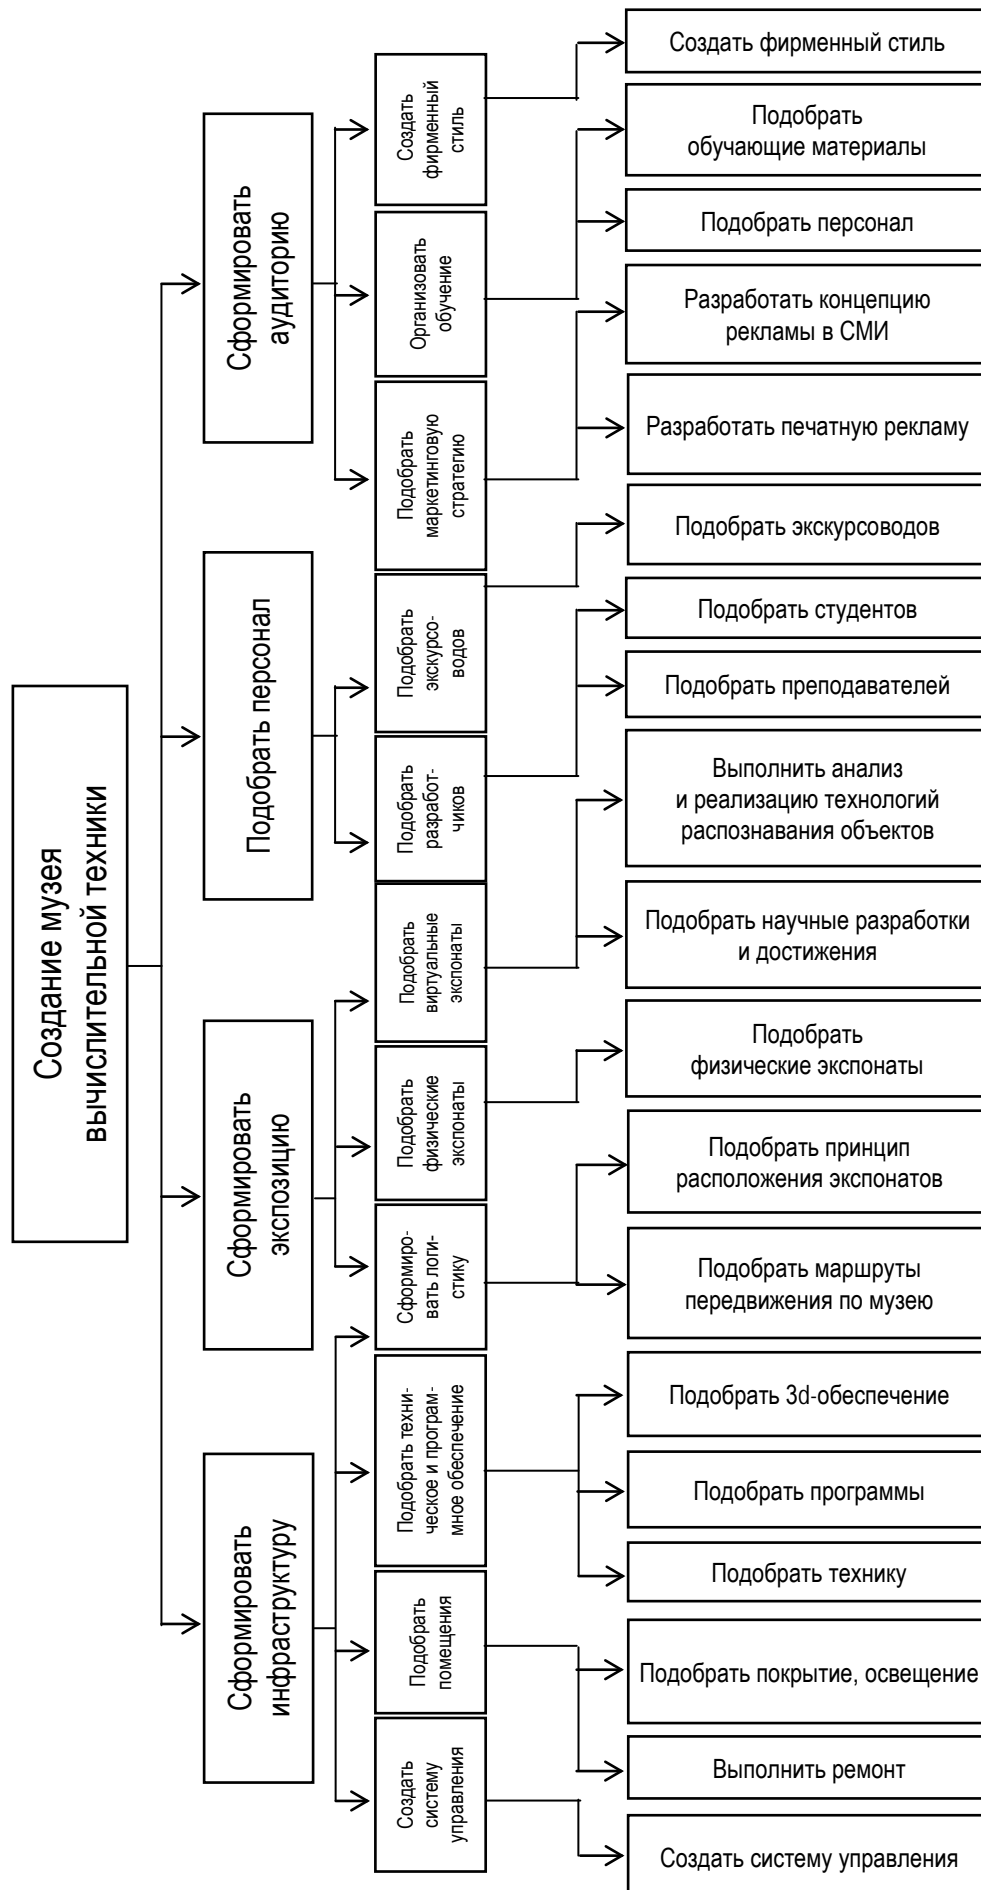 Создание музея
вычислительной техники
Сформировать
аудиторию
Подобрать персонал
Сформировать
экспозицию
Сформировать
инфраструктуру
Создать
фирменный
стиль
Организовать
обучение
Подобрать
маркетинговую
стратегию
Подобрать
экскурсо-
водов
Подобрать
разработ-
чиков
Подобрать
виртуальные
экспонаты
Подобрать
физические
экспонаты
Сформиро-
вать логи-
стику
Подобрать техни-
ческое и програм-
мное обеспечение
Подобрать
помещения
Создать
систему
управления
Создать фирменный стиль
Подобрать
обучающие материалы
Подобрать персонал
Разработать концепцию
рекламы в СМИ
Разработать печатную рекламу
Подобрать экскурсоводов
Подобрать студентов
Подобрать преподавателей
Выполнить анализ
и реализацию технологий
распознавания объектов
Подобрать научные разработки
и достижения
Подобрать
физические экспонаты
Подобрать принцип
расположения экспонатов
Подобрать маршруты
передвижения по музею
Подобрать 3d-обеспечение
Подобрать программы
Подобрать технику
Подобрать покрытие, освещение
Выполнить ремонт
Создать систему управления